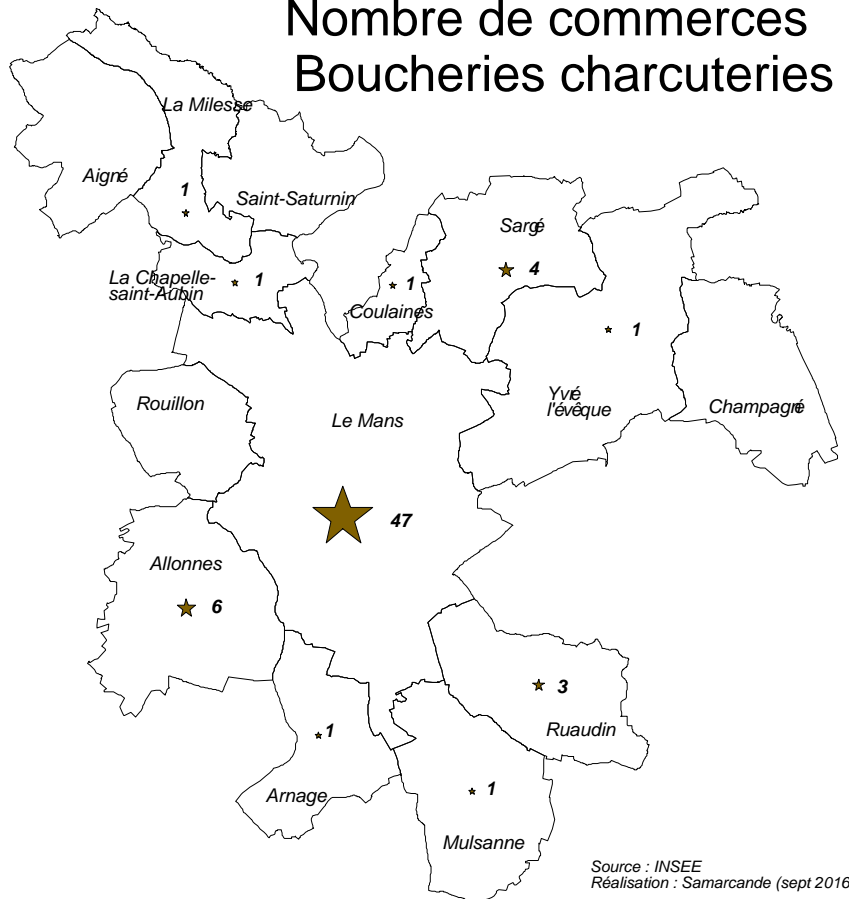 Nombre de commerces
Boucheries charcuteries
La Milesse
Aigné
1
Saint-Saturnin
Sargé
4
La Chapelle-
saint-Aubin
1
1
Coulaines
1
Yvré
l'évêque
Champagné
Rouillon
Le Mans
47
Allonnes
6
3
Ruaudin
1
Arnage
1
Mulsanne
Source : INSEE
Réalisation : Samarcande (sept 2016